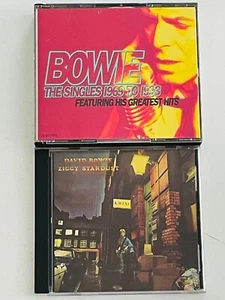 BOWIE
THE SINGLES 1969 TO 1993
FEATURING HIS GREATEST HITS
DAVID BOWIE
ZIGGY STARDUST
K.WEST